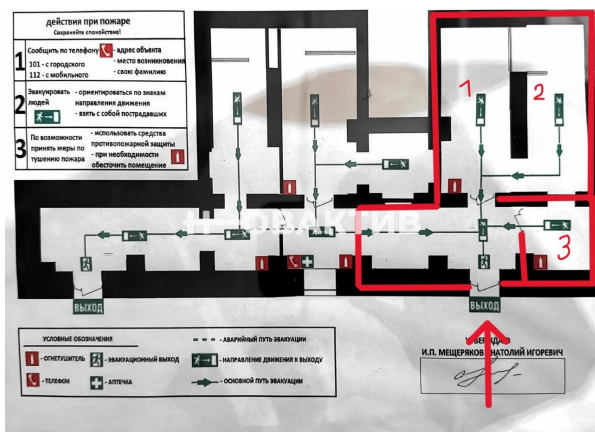 действия при пожаре
Сохраняйте спокойствие!
1
Сообщить по телефону
101 - с городского
112 - с мобильного
- адрес объекта
- место возникновения
- свою фамилию
2
Эвакуировать
людей
- ориентироваться по знакам
направления движения
- взять с собой пострадавших
3
По возможности
принять меры по
тушению пожара
- использовать средства
противопожарной защиты
- при необходимости
обесточить помещение
1
2
3
ВЫХОД
ВЫХОД
УСЛОВНЫЕ ОБОЗНАЧЕНИЯ
- ОГНЕТУШИТЕЛЬ
- ЭВАКУАЦИОННЫЙ ВЫХОД
- ТЕЛЕФОН
- АПТЕЧКА
- АВАРИЙНЫЙ ПУТЬ ЭВАКУАЦИИ
- НАПРАВЛЕНИЕ ДВИЖЕНИЯ К ВЫХОДУ
- ОСНОВНОЙ ПУТЬ ЭВАКУАЦИИ
И.П. МЕЩЕРЯКОВ АНАТОЛИЙ ИГОРЕВИЧ